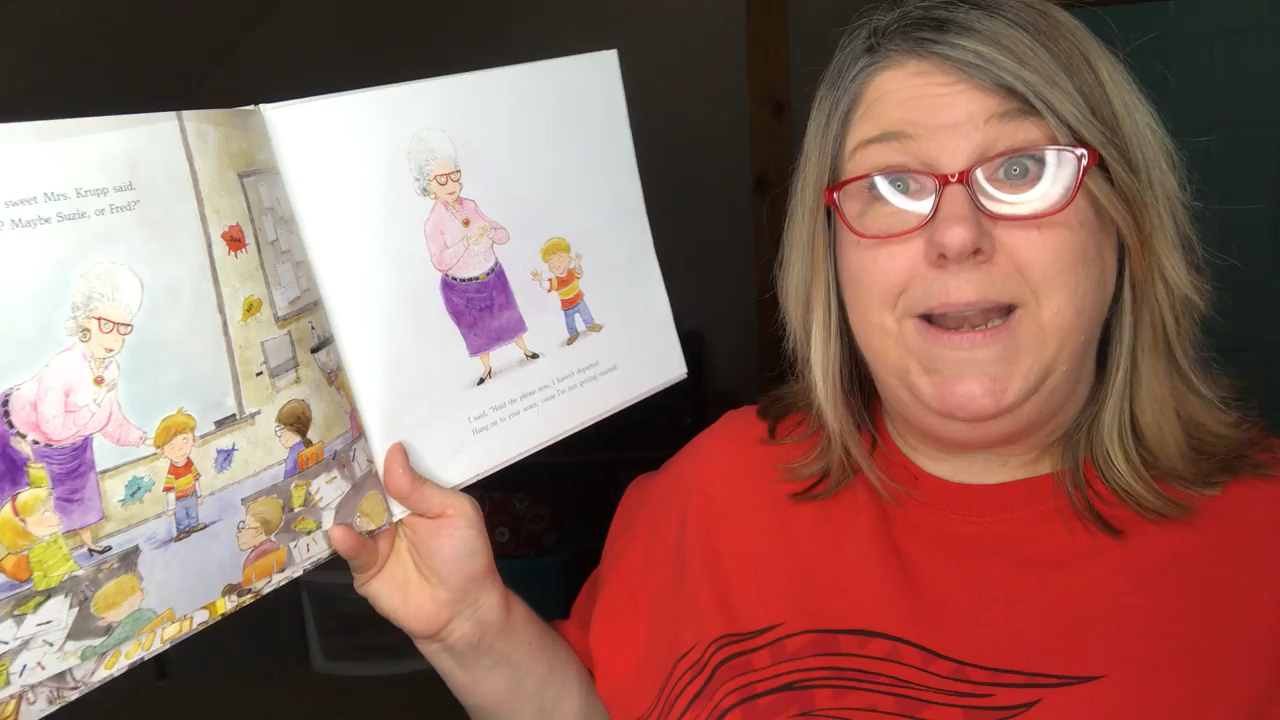 sweet Mrs. Krupp said.
? Maybe Suzie, or Fred?"
I said, "Hold the phone now, I haven't departed.
Hang on to your seats, 'cause I'm just getting started!